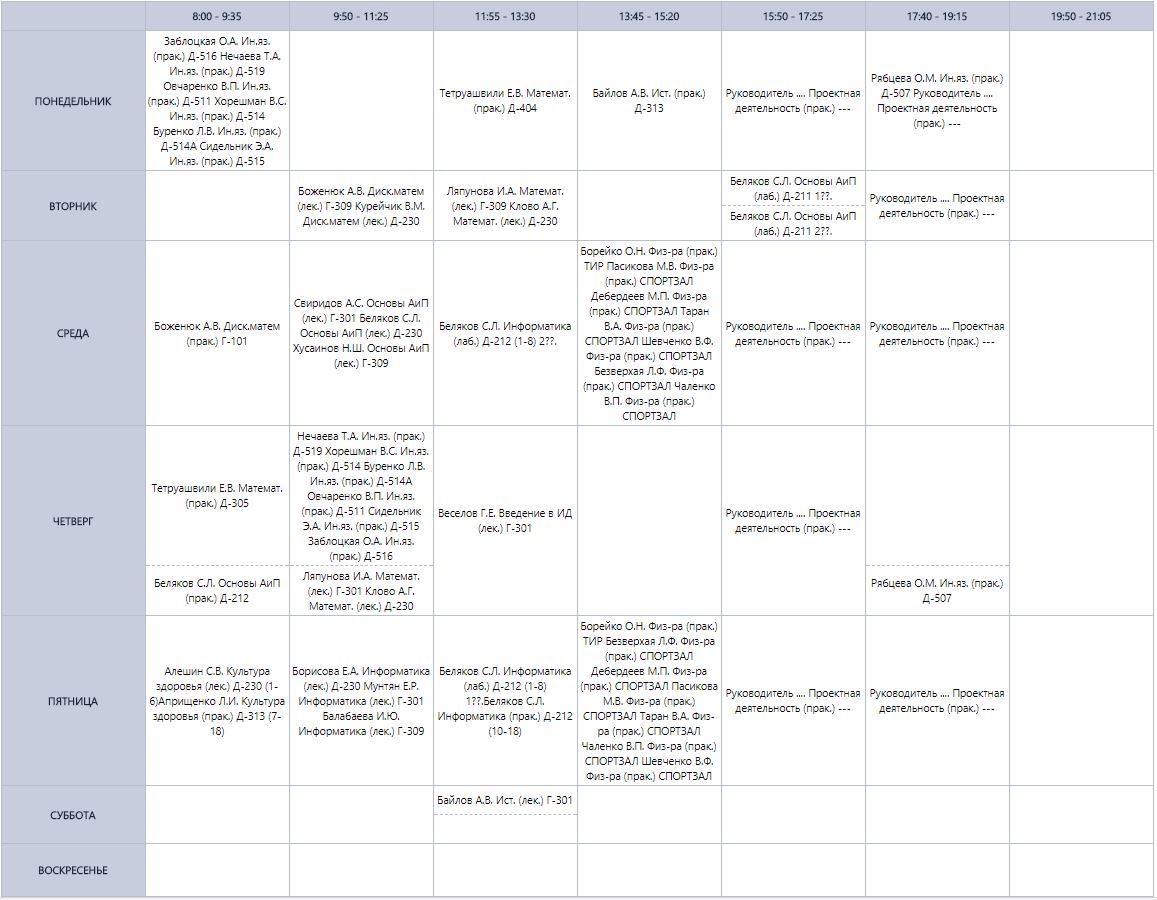 8:00 - 9:35
9:50 - 11:25
11:55 - 13:30
13:45 - 15:20
15:50 - 17:25
17:40 - 19:15
19:50 - 21:05
ПОНЕДЕЛЬНИК
Заблоцкая О.А. Ин.яз.
(прак.) Д-516 Нечаева Т.А.
Ин.яз. (прак.) Д-519
Овчаренко В.П. Ин.яз.
(прак.) Д-511 Хорешман В.С.
Ин.яз. (прак.) Д-514
Буренко Л.В. Ин.яз. (прак.)
Д-514А Сидельник Э.А.
Ин.яз. (прак.) Д-515
Тетруашвили Е.В. Математ.
(прак.) Д-404
Байлов А.В. Ист. (прак.)
Д-313
Руководитель .... Проектная
деятельность (прак.) ---
Рябцева О.М. Ин.яз. (прак.)
Д-507 Руководитель ....
Проектная деятельность
(прак.) ---
ВТОРНИК
Боженюк А.В. Диск.матем
(лек.) Г-309 Курейчик В.М.
Диск.матем (лек.) Д-230
Ляпунова И.А. Математ.
(лек.) Г-309 Клово А.Г.
Математ. (лек.) Д-230
Беляков С.Л. Основы АиП
(лаб.) Д-211 1??.
Беляков С.Л. Основы АиП
(лаб.) Д-211 2??.
Руководитель .... Проектная
деятельность (прак.) ---
СРЕДА
Боженюк А.В. Диск.матем
(прак.) Г-101
Свиридов А.С. Основы АиП
(лек.) Г-301 Беляков С.Л.
Основы АиП (лек.) Д-230
Хусаинов Н.Ш. Основы АиП
(лек.) Г-309
Беляков С.Л. Информатика
(лаб.) Д-212 (1-8) 2??.
Борейко О.Н. Физ-ра (прак.)
ТИР Пасикова М.В. Физ-ра
(прак.) СПОРТЗАЛ
Дебердеев М.П. Физ-ра
(прак.) СПОРТЗАЛ Таран
В.А. Физ-ра (прак.)
СПОРТЗАЛ Шевченко В.Ф.
Физ-ра (прак.) СПОРТЗАЛ
Безверхая Л.Ф. Физ-ра
(прак.) СПОРТЗАЛ Чаленко
В.П. Физ-ра (прак.)
СПОРТЗАЛ
Руководитель .... Проектная
деятельность (прак.) ---
Руководитель .... Проектная
деятельность (прак.) ---
ЧЕТВЕРГ
Тетруашвили Е.В. Математ.
(прак.) Д-305
Беляков С.Л. Основы АиП
(прак.) Д-212
Нечаева Т.А. Ин.яз. (прак.)
Д-519 Хорешман В.С. Ин.яз.
(прак.) Д-514 Буренко Л.В.
Ин.яз. (прак.) Д-514А
Овчаренко В.П. Ин.яз.
(прак.) Д-511 Сидельник
Э.А. Ин.яз. (прак.) Д-515
Заблоцкая О.А. Ин.яз.
(прак.) Д-516
Ляпунова И.А. Математ.
(лек.) Г-301 Клово А.Г.
Математ. (лек.) Д-230
Веселов Г.Е. Введение в ИД
(лек.) Г-301
Руководитель .... Проектная
деятельность (прак.) ---
Рябцева О.М. Ин.яз. (прак.)
Д-507
ПЯТНИЦА
Алешин С.В. Культура
здоровья (лек.) Д-230 (1-
6)Априщенко Л.И. Культура
здоровья (прак.) Д-313 (7-
18)
Борисова Е.А. Информатика
(лек.) Д-230 Мунтян Е.Р.
Информатика (лек.) Г-301
Балабаева И.Ю.
Информатика (лек.) Г-309
Беляков С.Л. Информатика
(лаб.) Д-212 (1-8)
1??.Беляков С.Л.
Информатика (прак.) Д-212
(10-18)
Борейко О.Н. Физ-ра (прак.)
ТИР Безверхая Л.Ф. Физ-ра
(прак.) СПОРТЗАЛ
Дебердеев М.П. Физ-ра
(прак.) СПОРТЗАЛ Пасикова
М.В. Физ-ра (прак.)
СПОРТЗАЛ Таран В.А. Физ-
ра (прак.) СПОРТЗАЛ
Чаленко В.П. Физ-ра (прак.)
СПОРТЗАЛ Шевченко В.Ф.
Физ-ра (прак.) СПОРТЗАЛ
Руководитель .... Проектная
деятельность (прак.) ---
Руководитель .... Проектная
деятельность (прак.) ---
СУББОТА
Байлов А.В. Ист. (лек.) Г-301
ВОСКРЕСЕНЬЕ